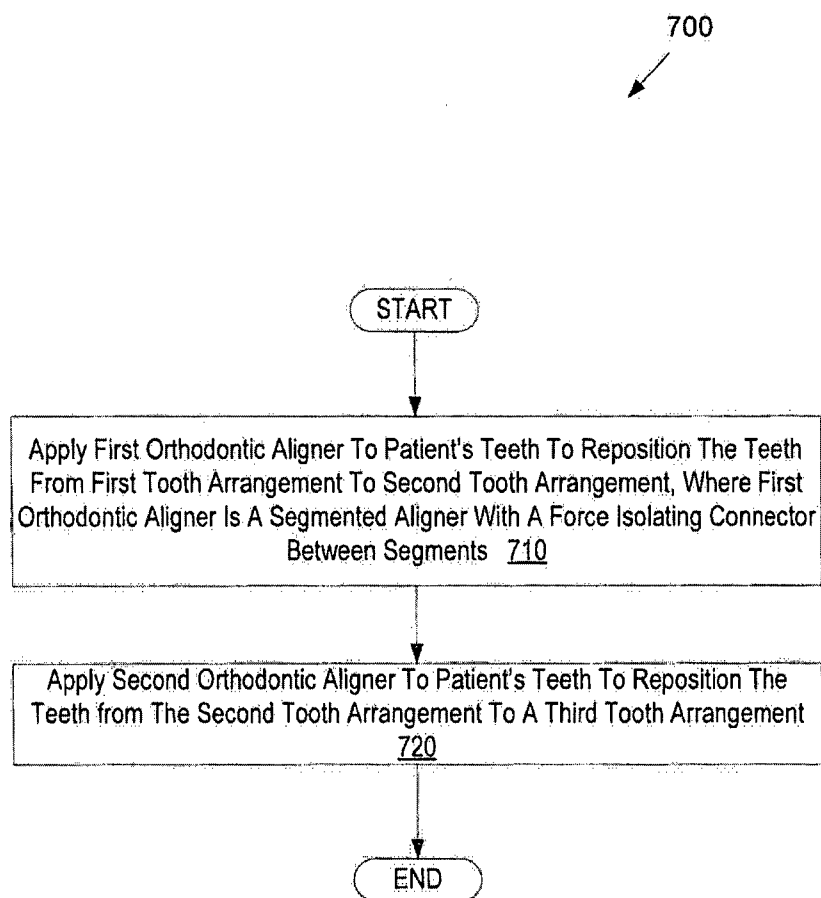 700
START
Apply First Orthodontic Aligner To Patient's Teeth To Reposition The Teeth
From First Tooth Arrangement To Second Tooth Arrangement, Where First
Orthodontic Aligner Is A Segmented Aligner With A Force Isolating Connector
Between Segments 710
Apply Second Orthodontic Aligner To Patient's Teeth To Reposition The
Teeth from The Second Tooth Arrangement To A Third Tooth Arrangement
720
END